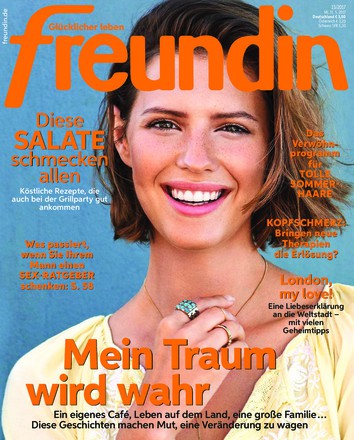 freundin.de
Glücklicher leben
freundin
Diese
SALATE
schmecken
allen
Köstliche Rezepte, die
auch bei der Grillparty gut
ankommen
Was passiert,
wenn Sie Ihrem
Mann einen
SEX-RATGEBER
schenken: S. 58
Das
Verwöhn-
programm
für
TOLLE
SOMMER-
HAARE
KOPFSCHMERZ:
Bringen neue
Therapien
die Erlösung?
London,
my love!
Eine Liebeserklärung
an die Weltstadt –
mit vielen
Geheimtipps
Mein Traum
wird wahr
Ein eigenes Café, Leben auf dem Land, eine große Familie…
Diese Geschichten machen Mut, eine Veränderung zu wagen